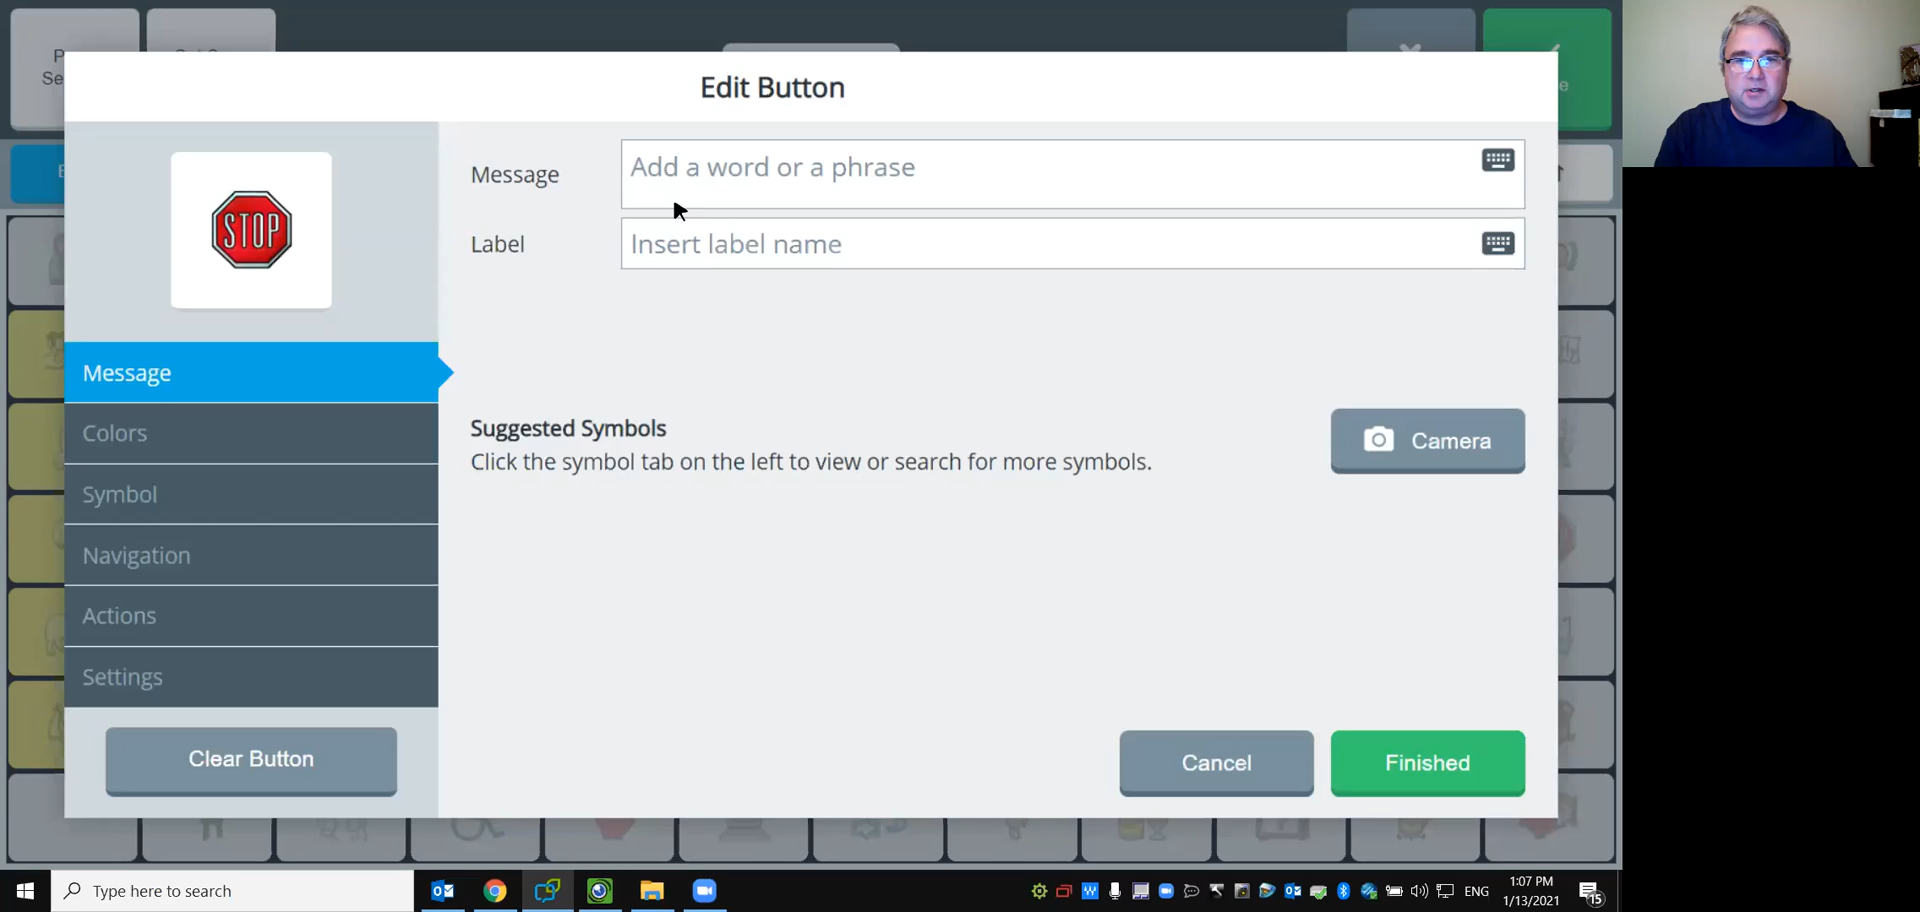 Edit Button
Message
Add a word or a phrase
STOP
Label
Insert label name
Message
Colors
Suggested Symbols
Camera
Click the symbol tab on the left to view or search for more symbols.
Symbol
Navigation
Actions
Settings
Clear Button
Cancel
Finished
Type here to search
ENG
1:07 PM
1/13/2021
15